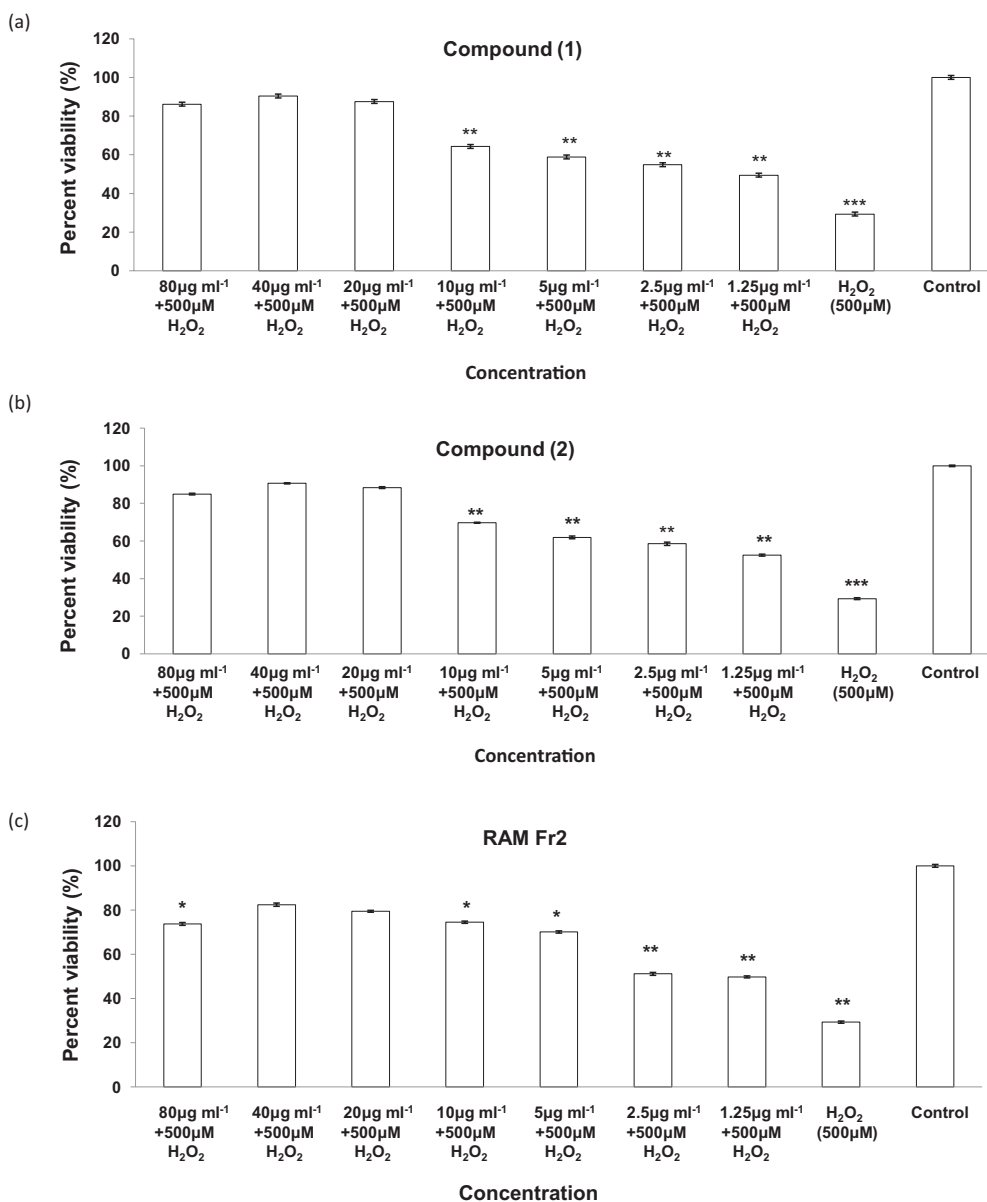 (a)
120
100
80
60
40
20
0
Percent viability (%)
Compound (1)
** ** ** ** ***
80µg ml⁻¹ 40µg ml⁻¹ 20µg ml⁻¹ 10µg ml⁻¹ 5µg ml⁻¹ 2.5µg ml⁻¹ 1.25µg ml⁻¹ H₂O₂ Control
+500µM +500µM +500µM +500µM +500µM +500µM +500µM (500µM)
H₂O₂ H₂O₂ H₂O₂ H₂O₂ H₂O₂ H₂O₂ H₂O₂
Concentration
(b)
120
100
80
60
40
20
0
Percent viability (%)
Compound (2)
** ** ** ** ***
80µg ml⁻¹ 40µg ml⁻¹ 20µg ml⁻¹ 10µg ml⁻¹ 5µg ml⁻¹ 2.5µg ml⁻¹ 1.25µg ml⁻¹ H₂O₂ Control
+500µM +500µM +500µM +500µM +500µM +500µM +500µM (500µM)
H₂O₂ H₂O₂ H₂O₂ H₂O₂ H₂O₂ H₂O₂ H₂O₂
Concentration
(c)
120
100
80
60
40
20
0
Percent viability (%)
RAM Fr2
* * * ** ** **
80µg ml⁻¹ 40µg ml⁻¹ 20µg ml⁻¹ 10µg ml⁻¹ 5µg ml⁻¹ 2.5µg ml⁻¹ 1.25µg ml⁻¹ H₂O₂ Control
+500µM +500µM +500µM +500µM +500µM +500µM +500µM (500µM)
H₂O₂ H₂O₂ H₂O₂ H₂O₂ H₂O₂ H₂O₂ H₂O₂
Concentration